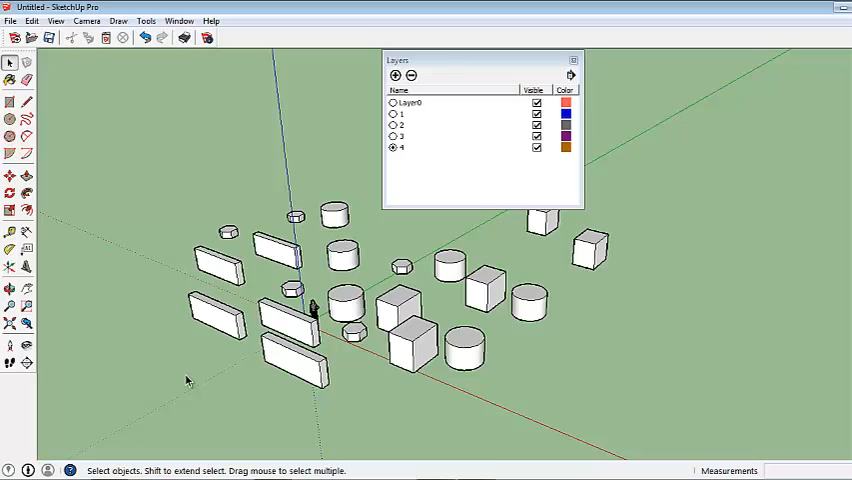 Untitled - SketchUp Pro
File Edit View Camera Draw Tools Window Help
Layers
Name Visible Color
Layer0
1
2
3
4
Select objects. Shift to extend select. Drag mouse to select multiple.
Measurements